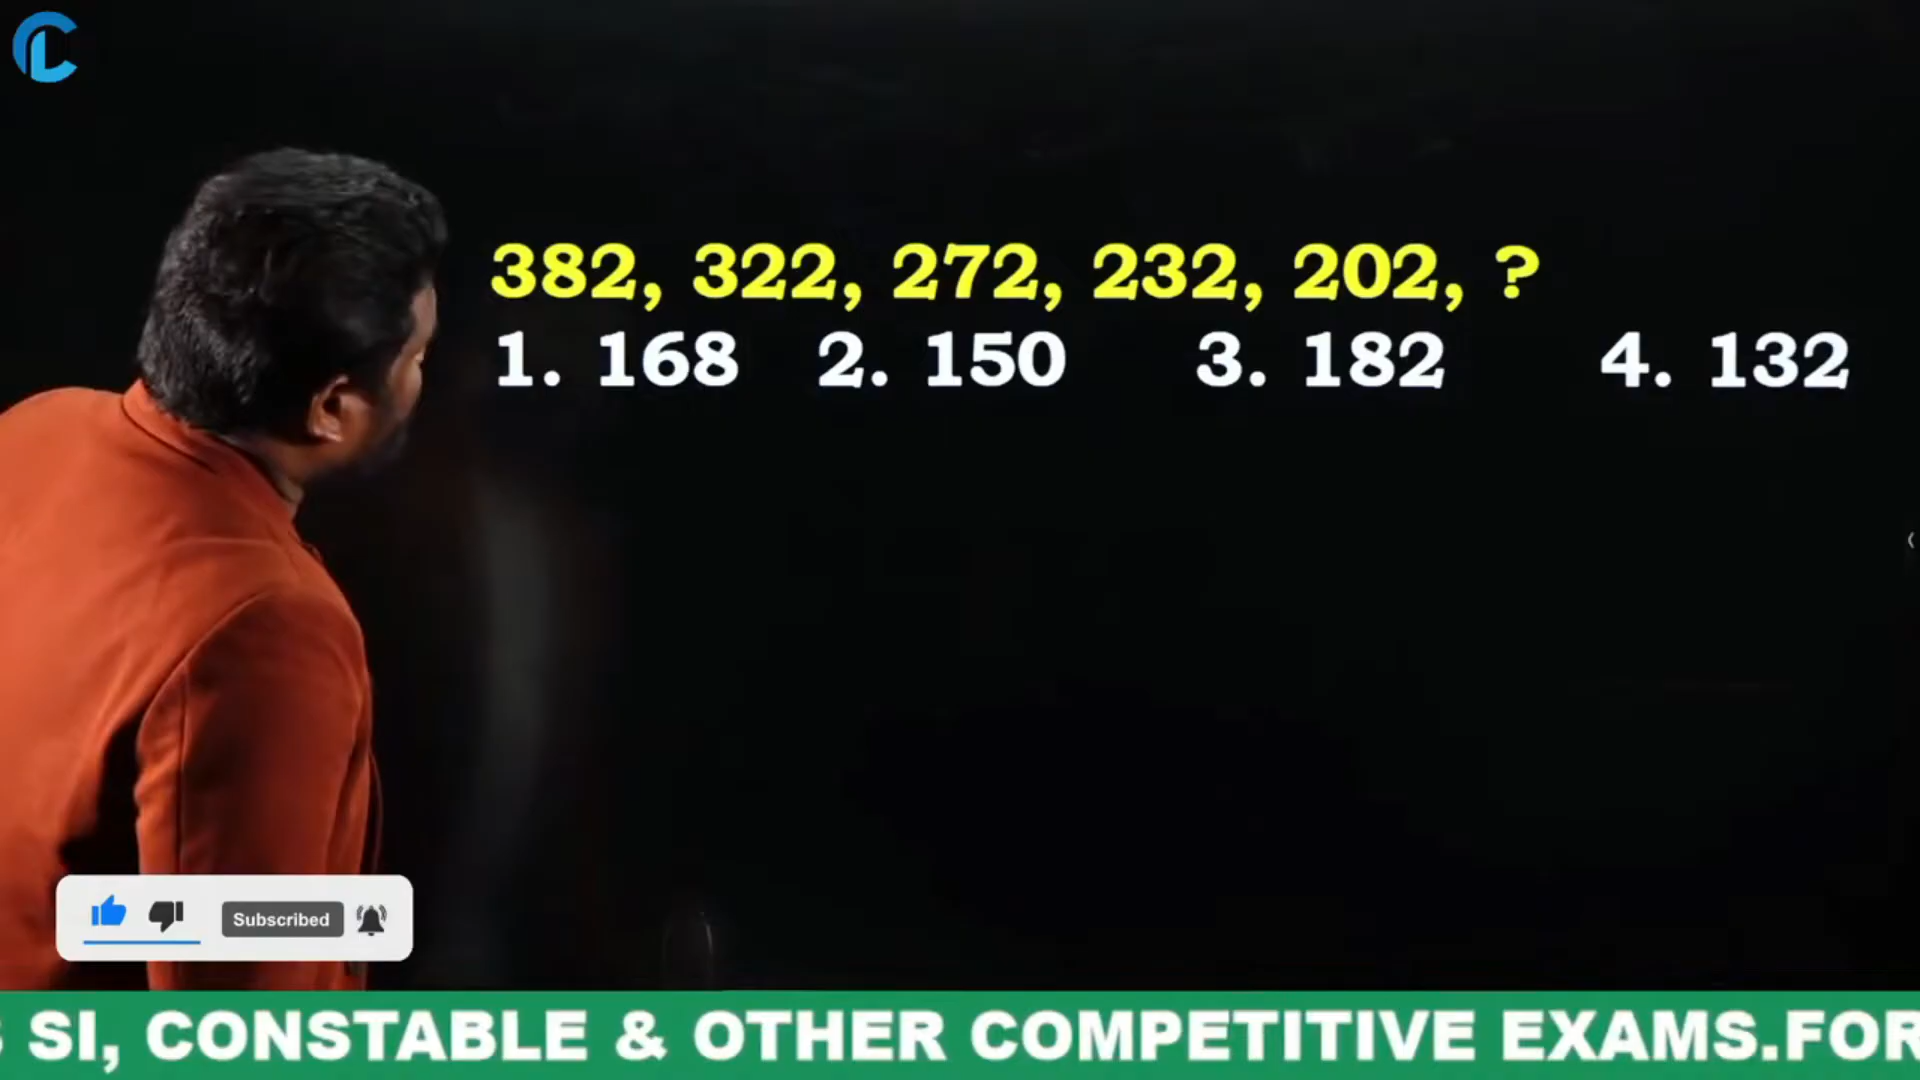 382, 322, 272, 232, 202, ?
1. 168 2. 150 3. 182 4. 132
Subscribed
SI, CONSTABLE & OTHER COMPETITIVE EXAMS.FOR